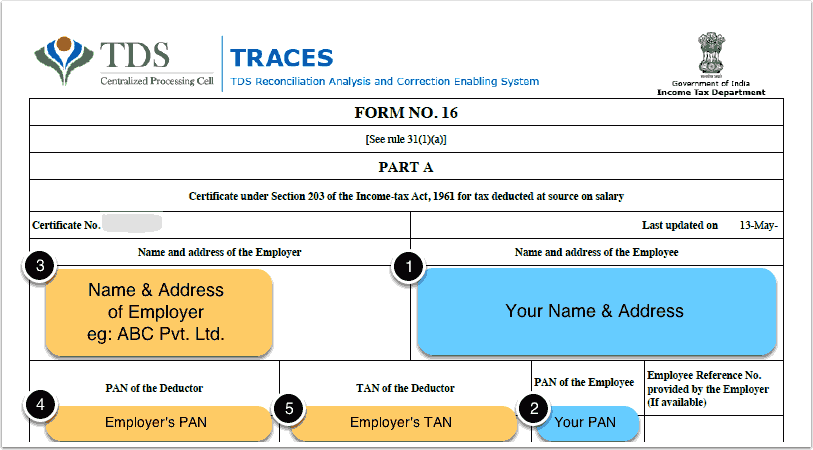 TDS
Centralized Processing Cell
TRACES
TDS Reconciliation Analysis and Correction Enabling System
Government of India
Income Tax Department
FORM NO. 16
[See rule 31(1)(a)]
PART A
Certificate under Section 203 of the Income-tax Act, 1961 for tax deducted at source on salary
Certificate No.
Last updated on 13-May-
Name and address of the Employer
Name and address of the Employee
3
Name & Address
of Employer
eg: ABC Pvt. Ltd.
1
Your Name & Address
PAN of the Deductor
TAN of the Deductor
PAN of the Employee
Employee Reference No.
provided by the Employer
(If available)
4
Employer's PAN
5
Employer's TAN
2
Your PAN